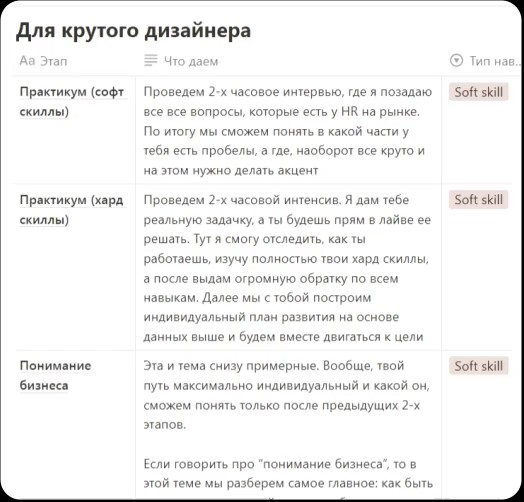 Для крутого дизайнера
Аа Этап
Что даем
Тип нав...
Практикум (софт
скиллы)
Проведем 2-х часовое интервью, где я позадаю
все все вопросы, которые есть у HR на рынке.
По итогу мы сможем понять в какой части у
тебя есть пробелы, а где, наоборот все круто и
на этом нужно делать акцент
Soft skill
Практикум (хард
скиллы)
Проведем 2-х часовой интенсив. Я дам тебе
реальную задачку, а ты будешь прям в лайве ее
решать. Тут я смогу отследить, как ты
работаешь, изучу полностью твои хард скиллы,
а после выдам огромную обратку по всем
навыкам. Далее мы с тобой построим
индивидуальный план развития на основе
данных выше и будем вместе двигаться к цели
Soft skill
Понимание
бизнеса
Эта и тема снизу примерные. Вообще, твой
путь максимально индивидуальный и какой он,
сможем понять только после предыдущих 2-х
этапов.
Если говорить про “понимание бизнеса”, то в
этой теме мы разберем самое главное: как быть
Soft skill